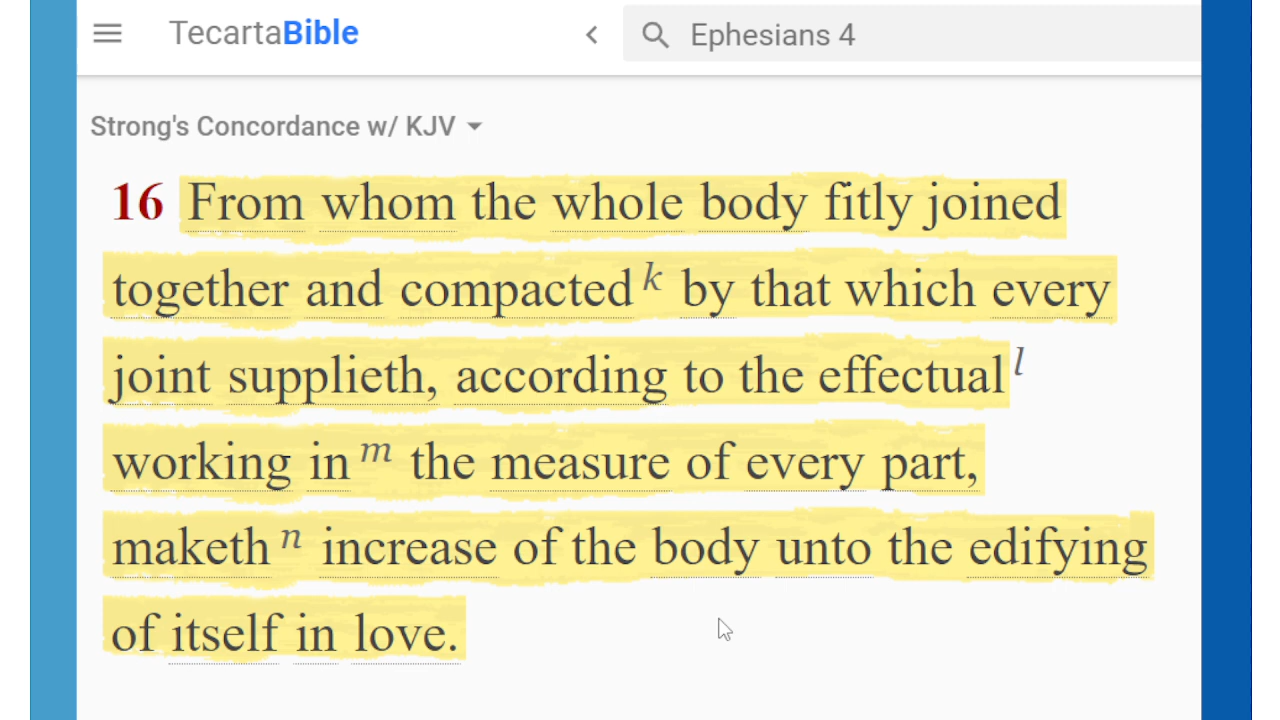 TecartaBible
Ephesians 4
Strong's Concordance w/ KJV
16 From whom the whole body fitly joined
together and compacted k by that which every
joint supplieth, according to the effectual l
working in m the measure of every part,
maketh n increase of the body unto the edifying
of itself in love.